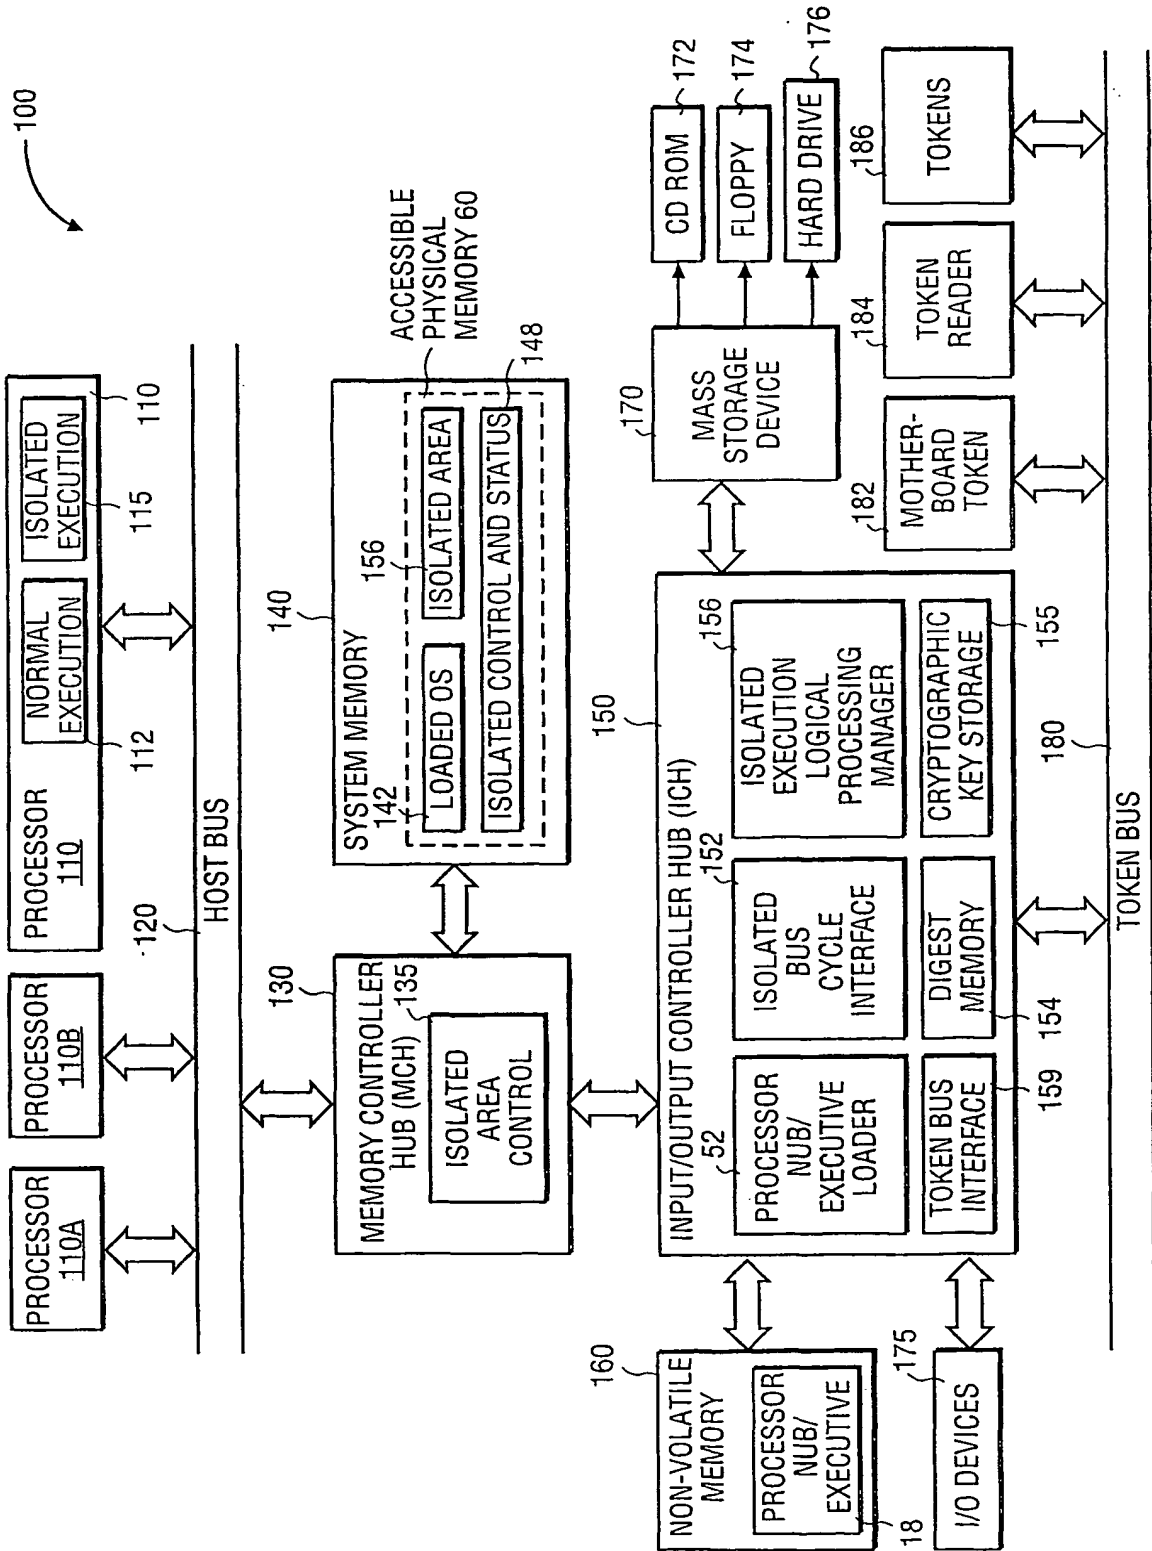 100
PROCESSOR
110A
PROCESSOR
110B
PROCESSOR
110
NORMAL
EXECUTION
112
ISOLATED
EXECUTION
115
110
120
HOST BUS
130
MEMORY CONTROLLER
HUB (MCH)
135
ISOLATED
AREA
CONTROL
140
SYSTEM MEMORY
142
LOADED OS
156
ISOLATED AREA
ISOLATED CONTROL AND STATUS
148
ACCESSIBLE
PHYSICAL
MEMORY 60
150
INPUT/OUTPUT CONTROLLER HUB (ICH)
52
PROCESSOR
NUB/
EXECUTIVE
LOADER
152
ISOLATED
BUS
CYCLE
INTERFACE
156
ISOLATED
EXECUTION
LOGICAL
PROCESSING
MANAGER
TOKEN BUS
INTERFACE
159
DIGEST
MEMORY
154
CRYPTOGRAPHIC
KEY STORAGE
155
160
NON-VOLATILE
MEMORY
PROCESSOR
NUB/
EXECUTIVE
18
175
I/O DEVICES
170
MASS
STORAGE
DEVICE
CD ROM
172
FLOPPY
174
HARD DRIVE
176
182
MOTHER-
BOARD
TOKEN
184
TOKEN
READER
186
TOKENS
180
TOKEN BUS